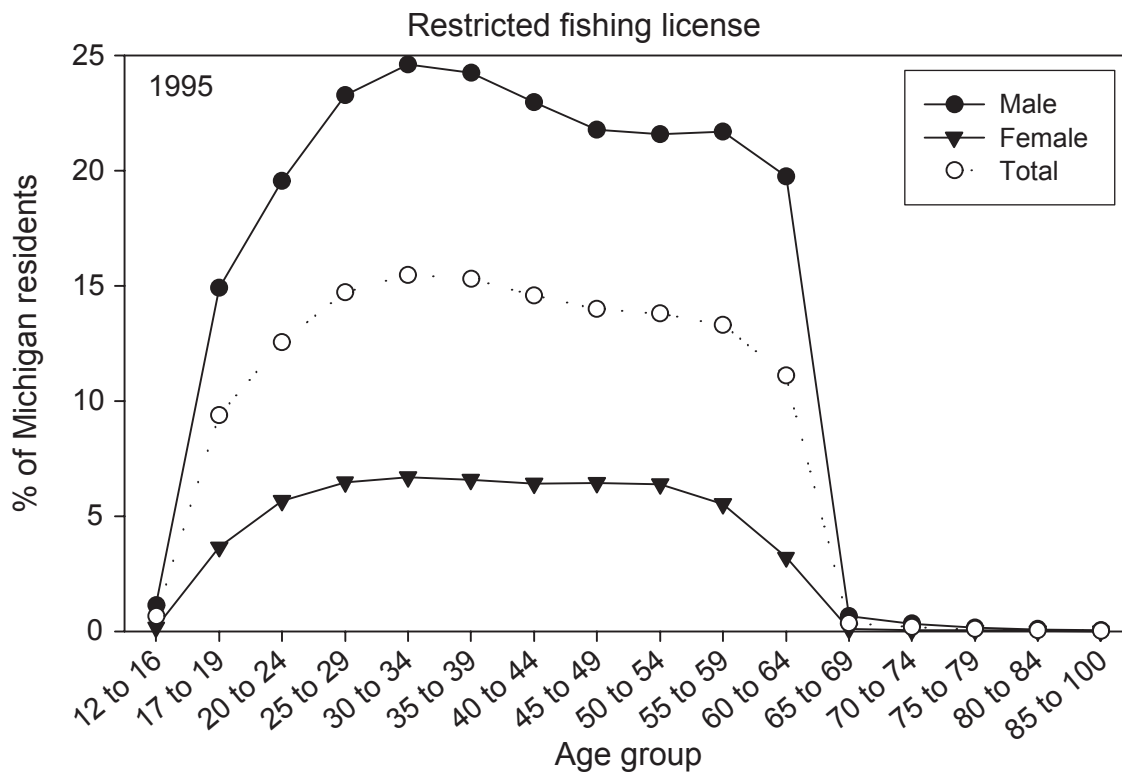 Restricted fishing license
1995
Male
Female
Total
% of Michigan residents
25
20
15
10
5
0
12 to 16
17 to 19
20 to 24
25 to 29
30 to 34
35 to 39
40 to 44
45 to 49
50 to 54
55 to 59
60 to 64
65 to 69
70 to 74
75 to 79
80 to 84
85 to 100
Age group